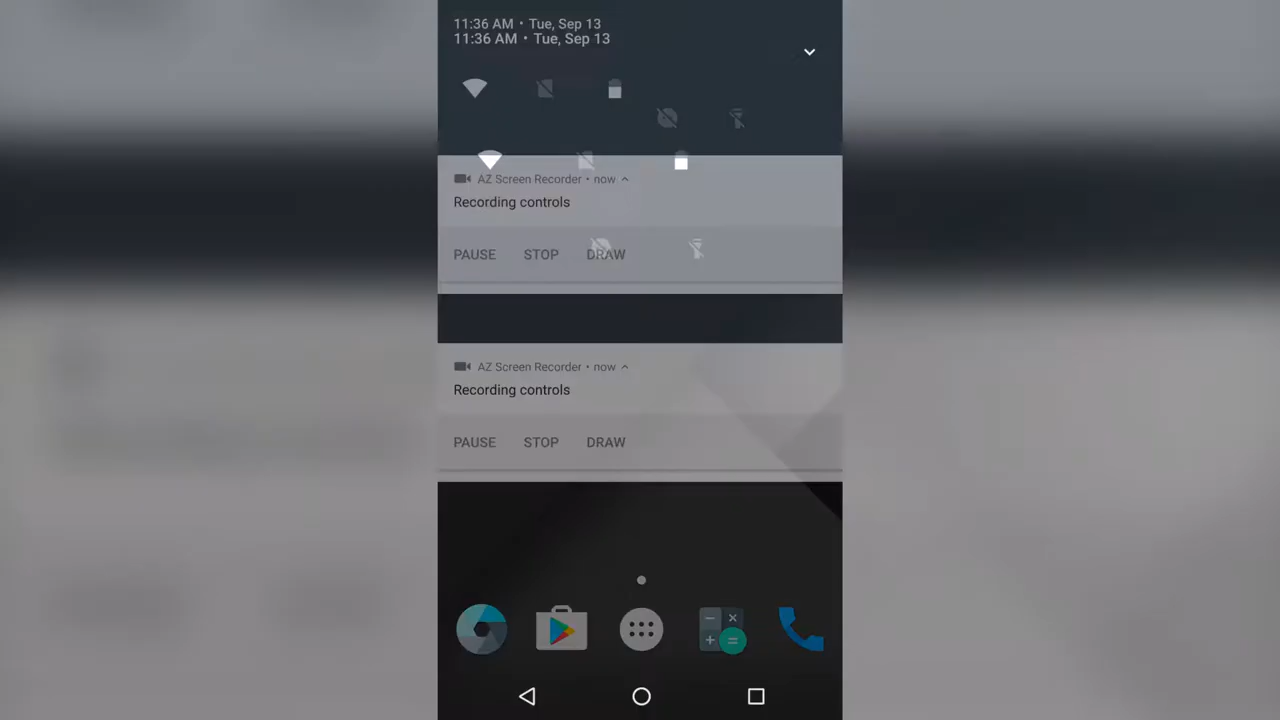 11:36 AM • Tue, Sep 13
11:36 AM • Tue, Sep 13
AZ Screen Recorder • now
Recording controls
PAUSE STOP DRAW
AZ Screen Recorder • now
Recording controls
PAUSE STOP DRAW